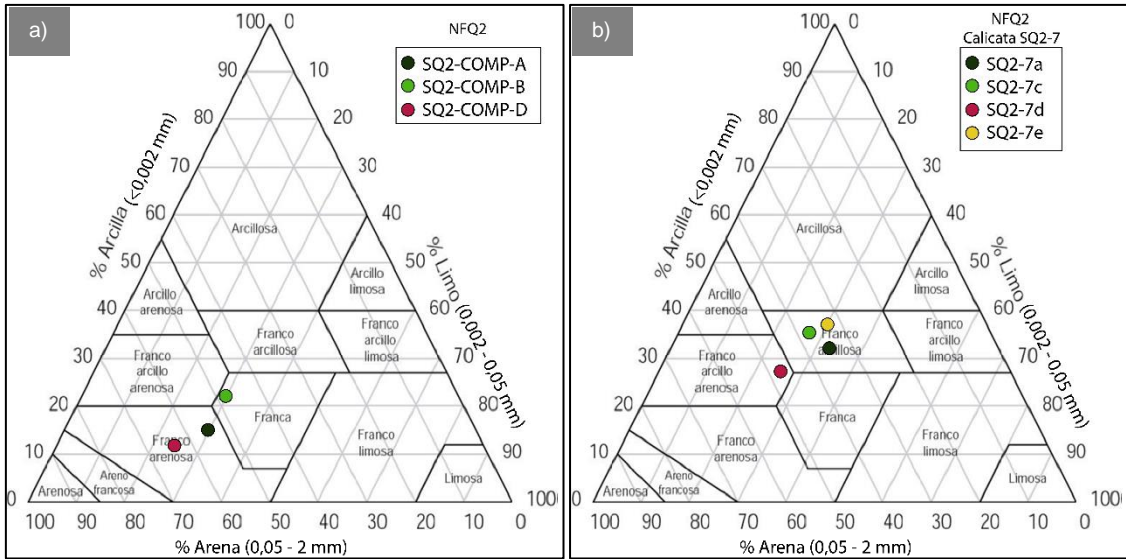 a)
NFQ2
SQ2-COMP-A
SQ2-COMP-B
SQ2-COMP-D
100 0
90 10
80 20
70 30
60 40
50 50
40 60
30 70
20 80
10 90
0 100
% Arcilla (<0,002 mm)
% Limo (0,002 - 0,05 mm)
Arcillosa
Arcillo
arenosa
Arcillo
limosa
Franco
arcillosa
Franco
arcillo
limosa
Franco
arcillo
arenosa
Franca
Franco
arenosa
Franco
limosa
Arenosa
Areno
francosa
Limosa
100 90 80 70 60 50 40 30 20 10 0
% Arena (0,05 - 2 mm)
b)
NFQ2
Calicata SQ2-7
SQ2-7a
SQ2-7c
SQ2-7d
SQ2-7e
100 0
90 10
80 20
70 30
60 40
50 50
40 60
30 70
20 80
10 90
0 100
% Arcilla (<0,002 mm)
% Limo (0,002 - 0,05 mm)
Arcillosa
Arcillo
arenosa
Arcillo
limosa
Franco
arcillosa
Franco
arcillo
limosa
Franco
arcillo
arenosa
Franca
Franco
arenosa
Franco
limosa
Arenosa
Areno
francosa
Limosa
100 90 80 70 60 50 40 30 20 10 0
% Arena (0,05 - 2 mm)